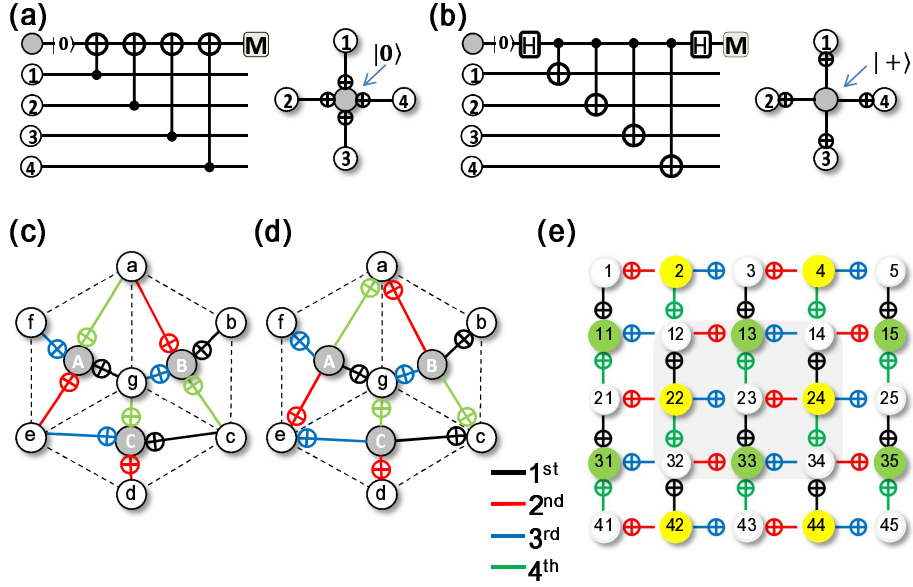 (a)
|0⟩
M
1
2
3
4
1
|0⟩
2
4
3
(b)
|0⟩ H H M
1
2
3
4
1
|+⟩
2
4
3
(c)
a
f
b
A
B
g
e
C
c
d
(d)
a
f
b
A
B
g
e
C
c
d
1st
2nd
3rd
4th
(e)
1 2 3 4 5
11 12 13 14 15
21 22 23 24 25
31 32 33 34 35
41 42 43 44 45